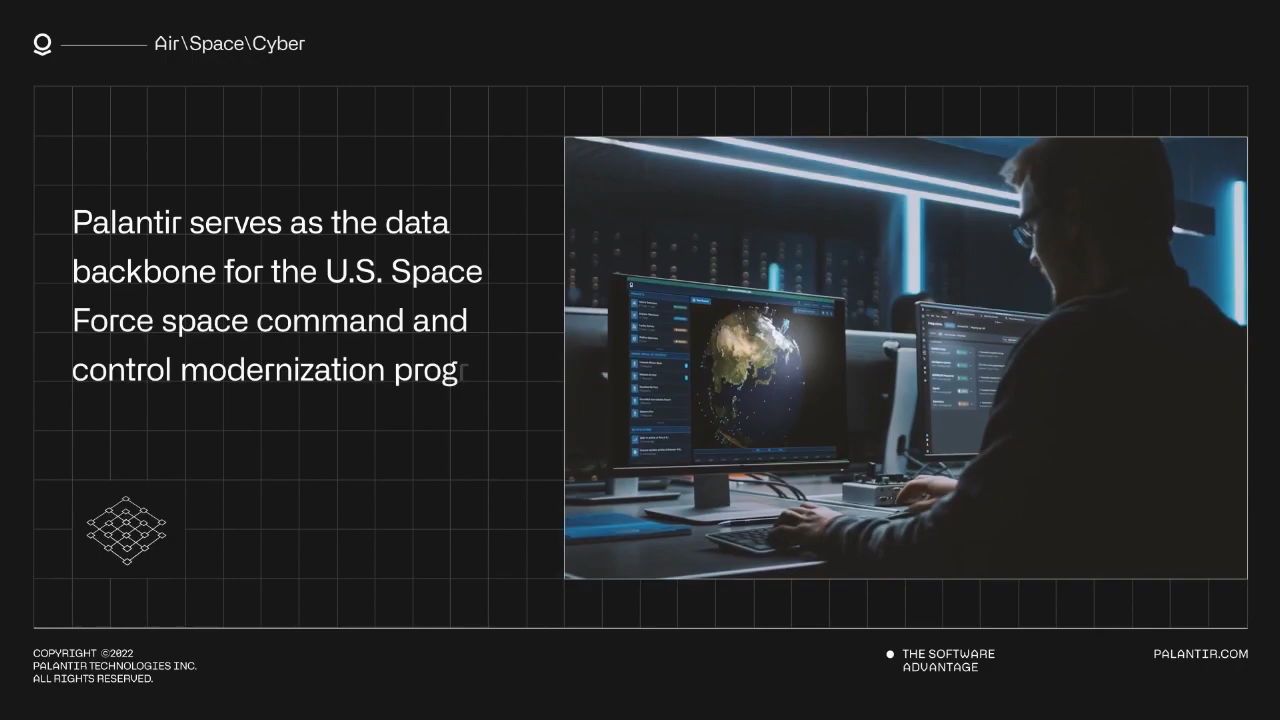 Air\Space\Cyber
Palantir serves as the data
backbone for the U.S. Space
Force space command and
control modernization progr
COPYRIGHT ©2022
PALANTIR TECHNOLOGIES INC.
ALL RIGHTS RESERVED.
THE SOFTWARE
ADVANTAGE
PALANTIR.COM